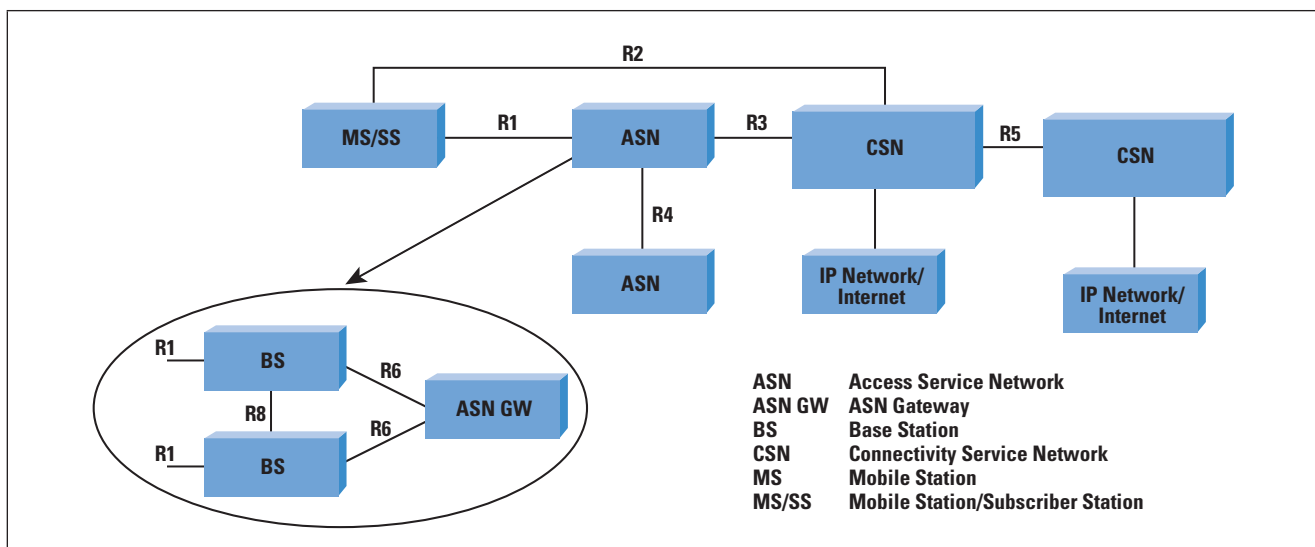 R2
MS/SS
R1
ASN
R3
CSN
R5
CSN
R4
ASN
IP Network/
Internet
IP Network/
Internet
R1
BS
R6
ASN GW
R8
R6
R1
BS
ASN Access Service Network
ASN GW ASN Gateway
BS Base Station
CSN Connectivity Service Network
MS Mobile Station
MS/SS Mobile Station/Subscriber Station